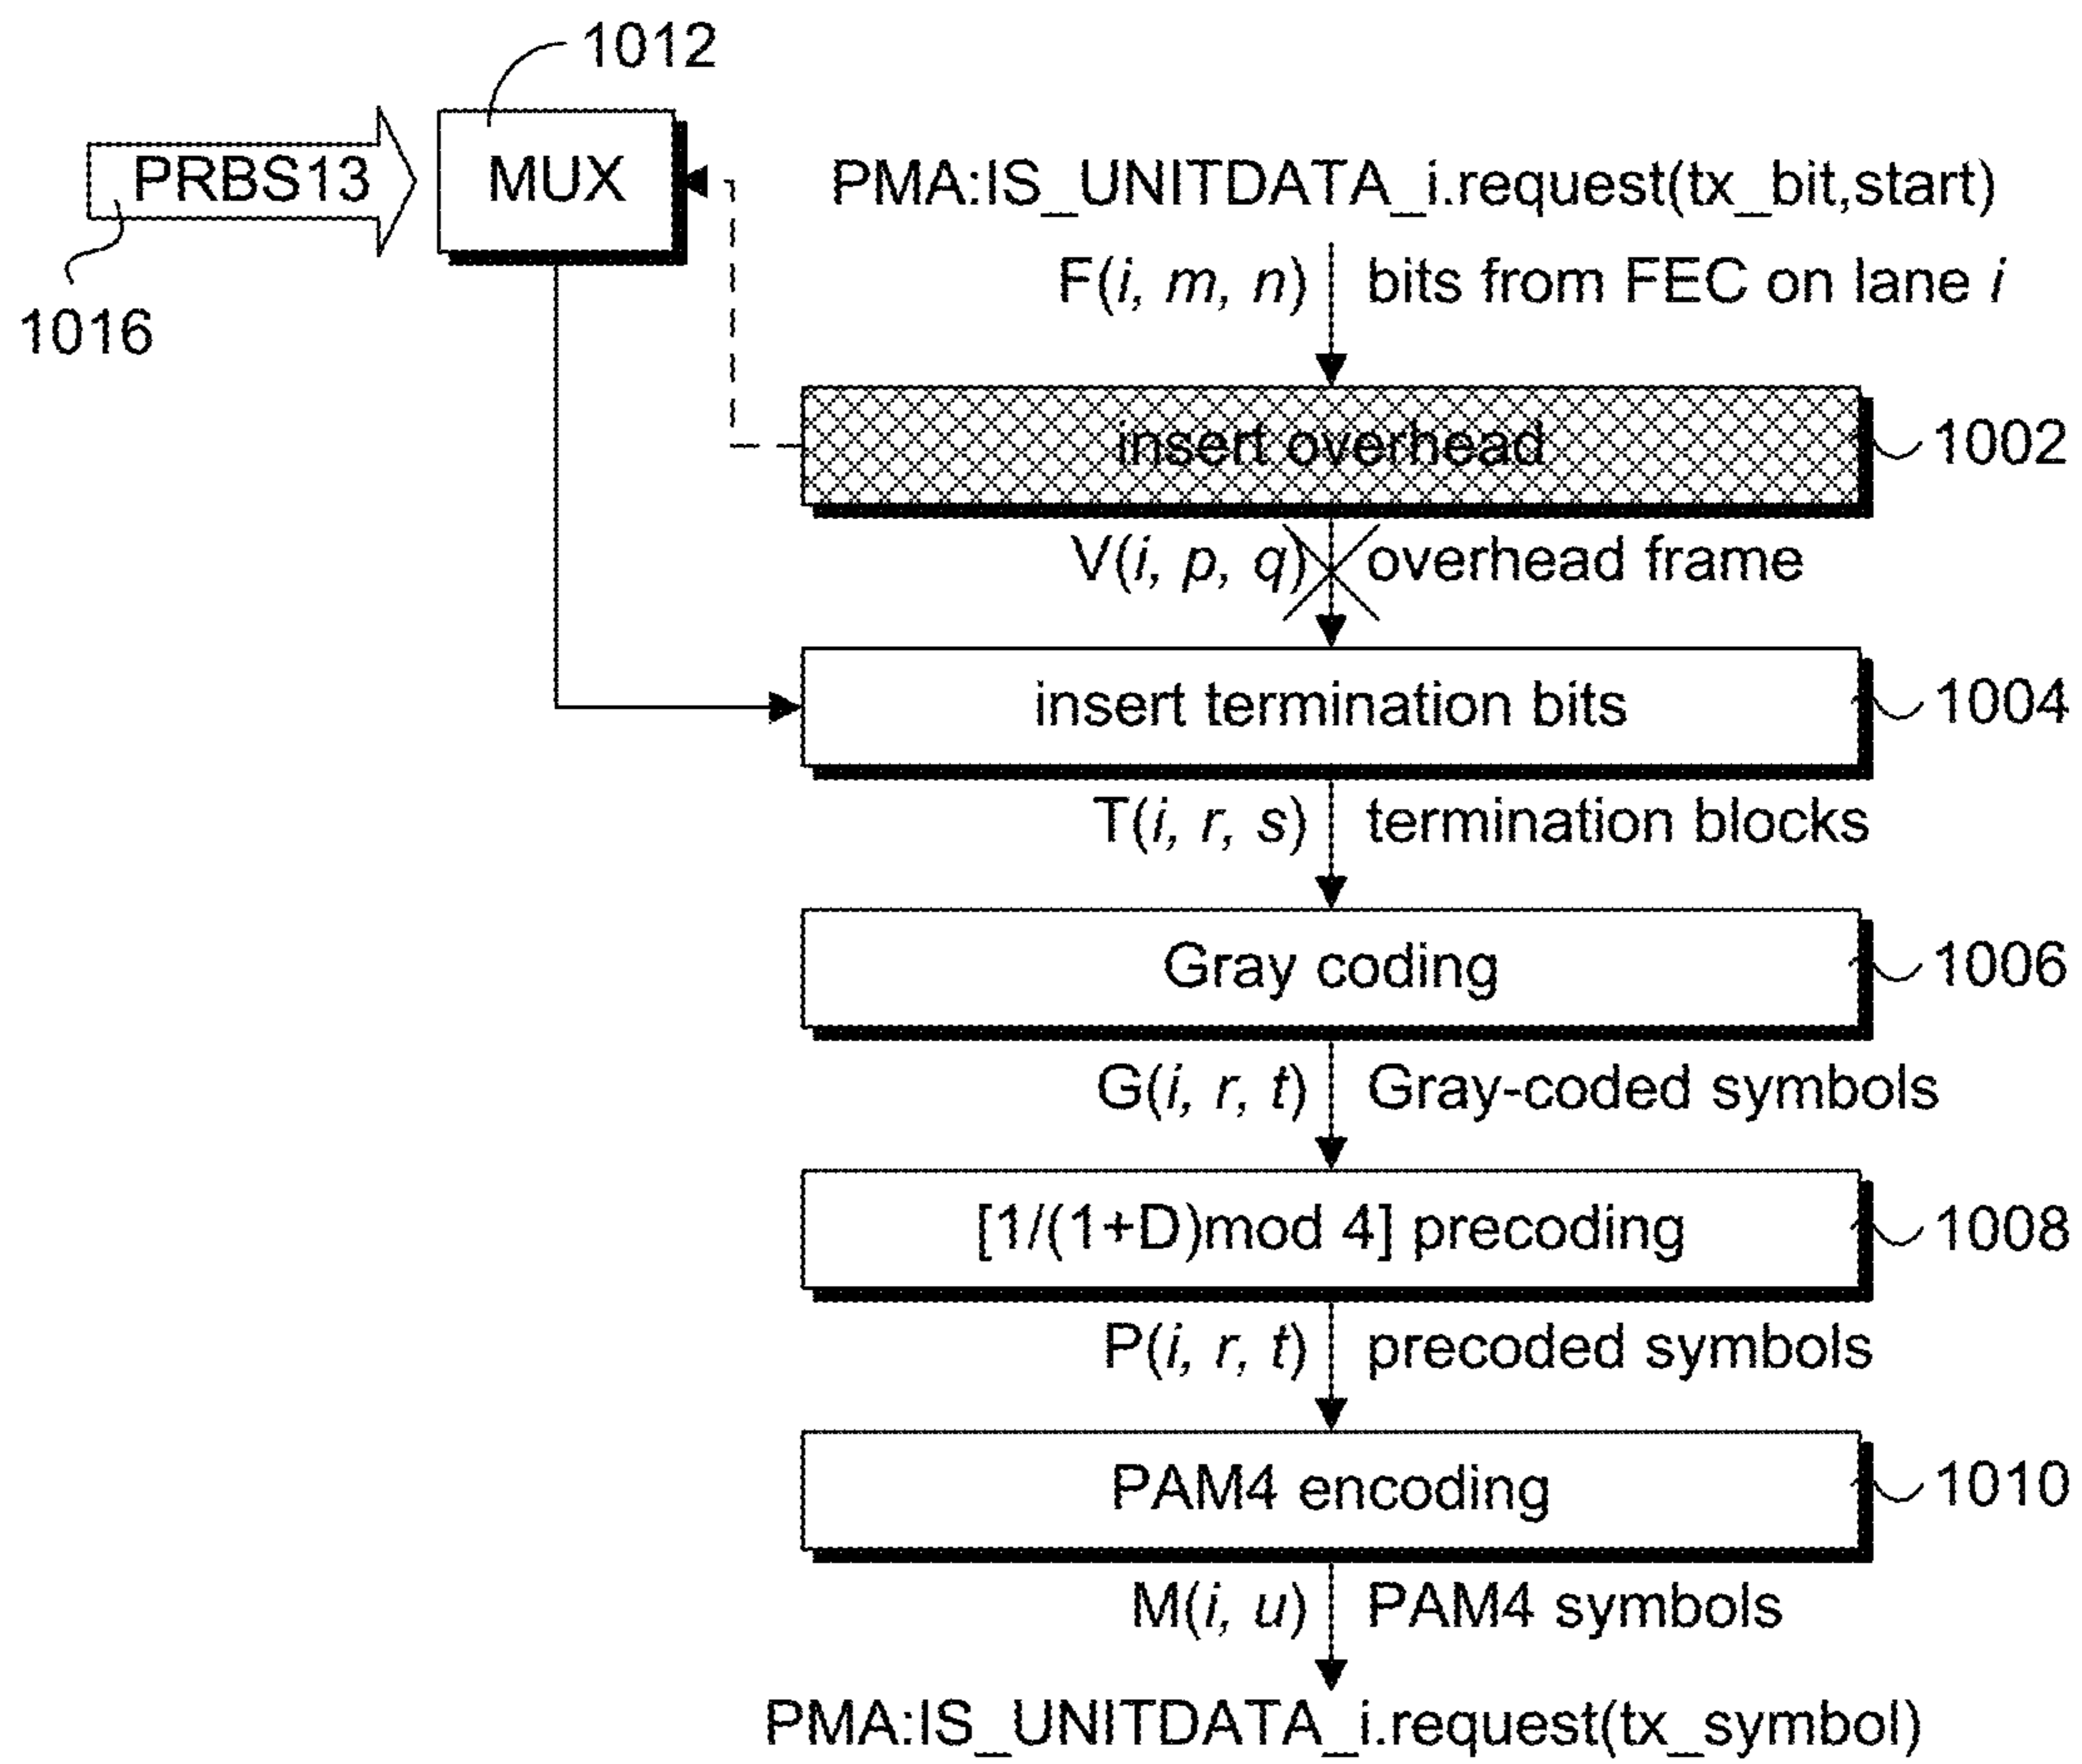 1012
PRBS13
MUX
1016
PMA:IS_UNITDATA_i.request(tx_bit,start)
F(i, m, n) bits from FEC on lane i
insert overhead
1002
V(i, p, q) overhead frame
insert termination bits
1004
T(i, r, s) termination blocks
Gray coding
1006
G(i, r, t) Gray-coded symbols
[1/(1+D)mod 4] precoding
1008
P(i, r, t) precoded symbols
PAM4 encoding
1010
M(i, u) PAM4 symbols
PMA:IS_UNITDATA_i.request(tx_symbol)